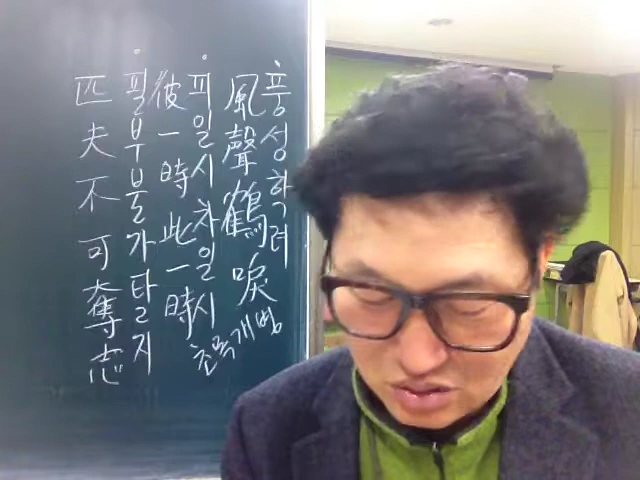 풍성학려
風聲鶴唳
초목개병
피일시차일시
彼一時此一時
필부불가탈지
匹夫不可奪志